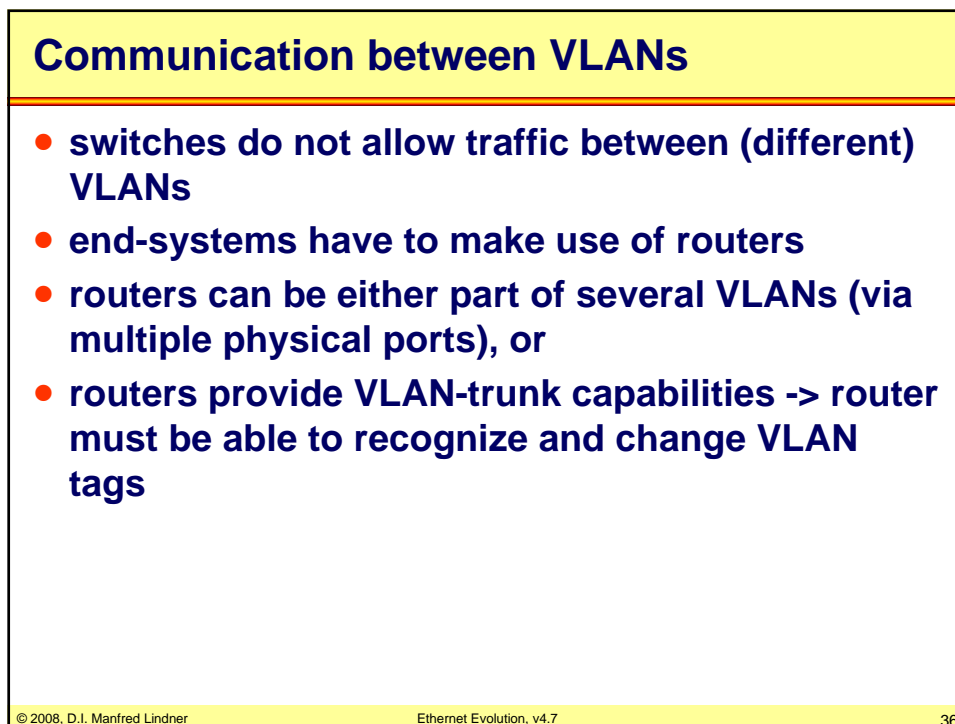 Communication between VLANs
• switches do not allow traffic between (different)
VLANs
• end-systems have to make use of routers
• routers can be either part of several VLANs (via
multiple physical ports), or
• routers provide VLAN-trunk capabilities -> router
must be able to recognize and change VLAN
tags
© 2008, D.I. Manfred Lindner Ethernet Evolution, v4.7 36